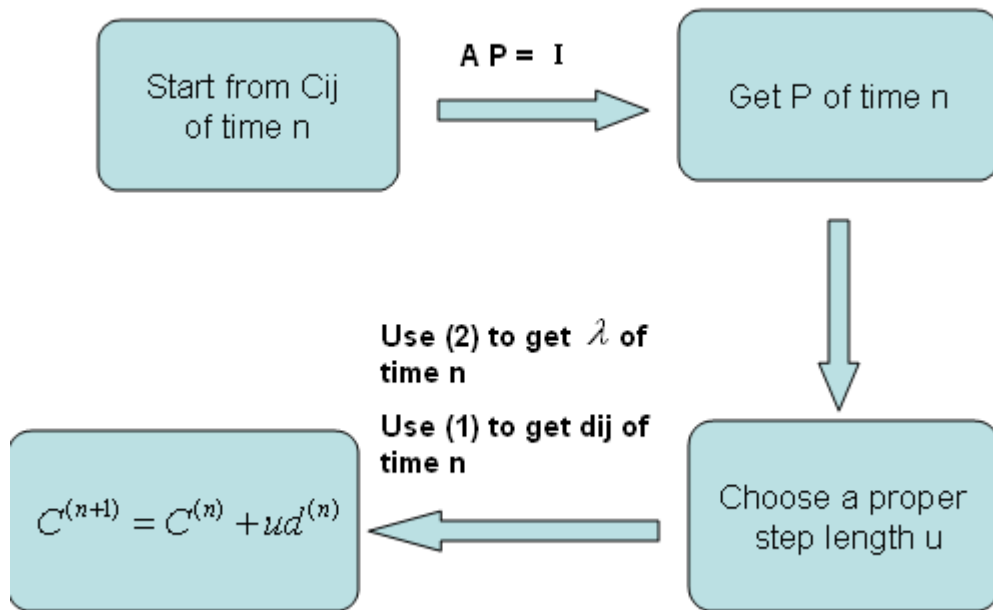 Start from Cij
of time n
A P = I
Get P of time n
Use (2) to get λ of
time n
Use (1) to get dij of
time n
Choose a proper
step length u
C^{(n+1)} = C^{(n)} + ud^{(n)}